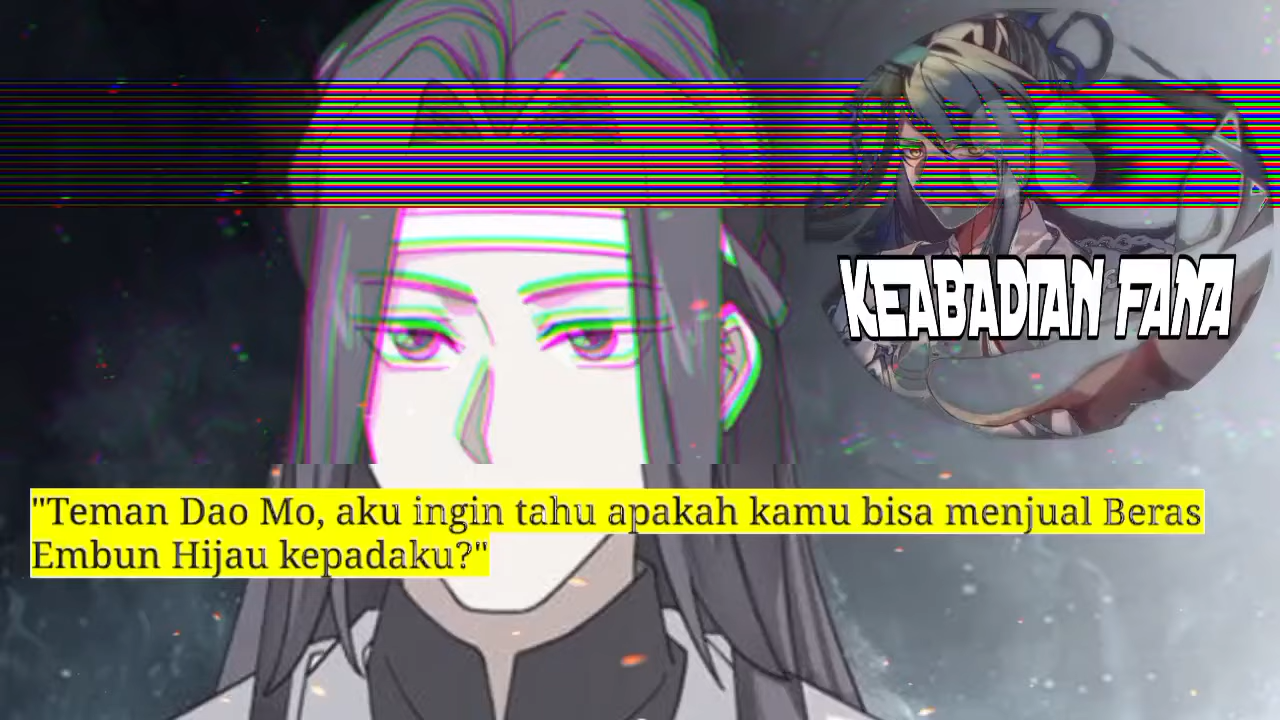 KEABADIAN FANA
"Teman Dao Mo, aku ingin tahu apakah kamu bisa menjual Beras
Embun Hijau kepadaku?"